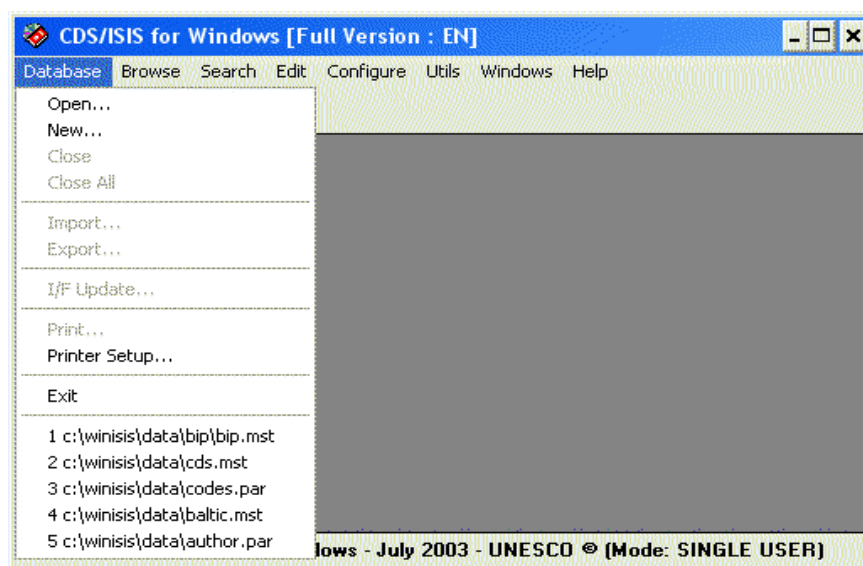 CDS/ISIS for Windows [Full Version : EN]
Database Browse Search Edit Configure Utils Windows Help
Open...
New...
Close
Close All
Import...
Export...
I/F Update...
Print...
Printer Setup...
Exit
1 c:\winisis\data\bip\bip.mst
2 c:\winisis\data\cds.mst
3 c:\winisis\data\codes.par
4 c:\winisis\data\baltic.mst
5 c:\winisis\data\author.par
lows - July 2003 - UNESCO © (Mode: SINGLE USER)